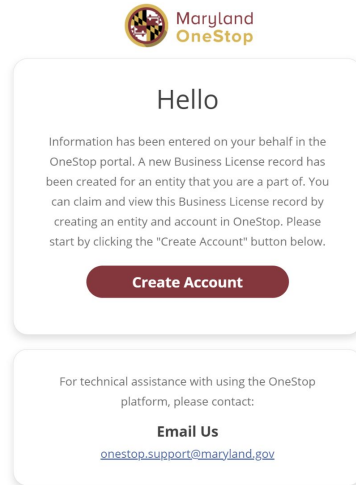 Maryland
OneStop
Hello
Information has been entered on your behalf in the
OneStop portal. A new Business License record has
been created for an entity that you are a part of. You
can claim and view this Business License record by
creating an entity and account in OneStop. Please
start by clicking the "Create Account" button below.
Create Account
For technical assistance with using the OneStop
platform, please contact:
Email Us
onestop.support@maryland.gov